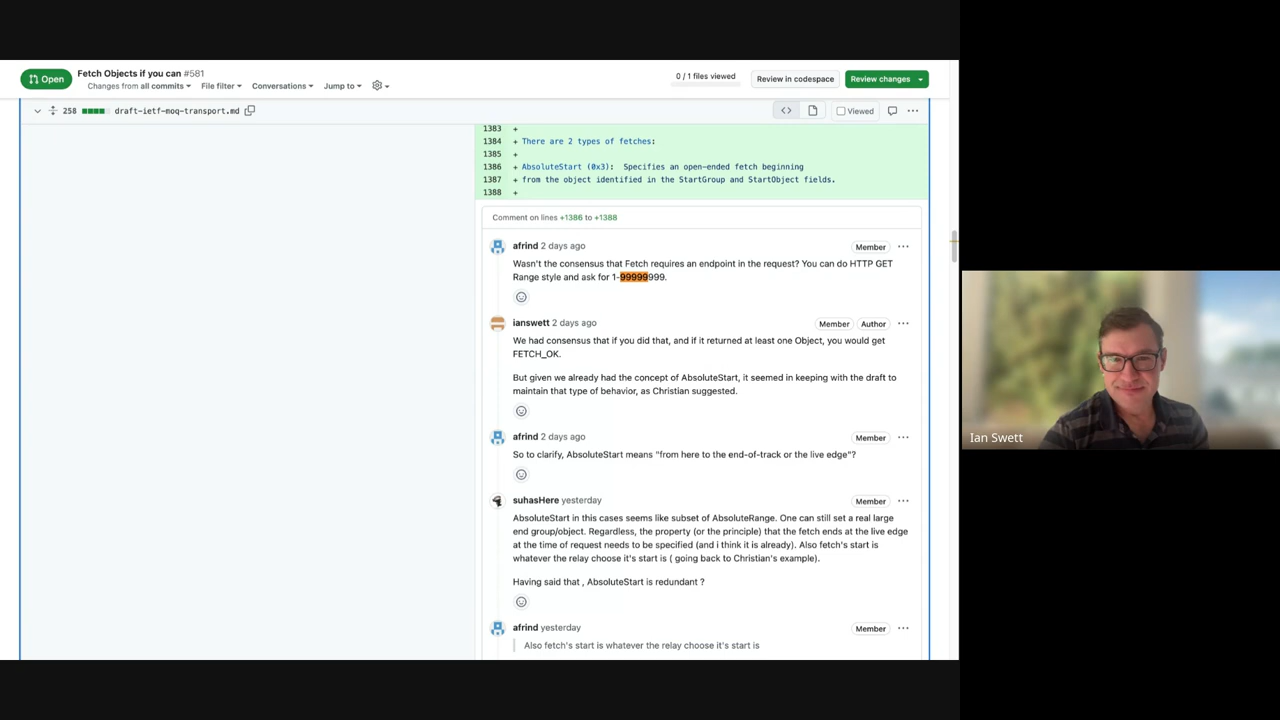 Open
Fetch Objects if you can #581
Changes from all commits
File filter
Conversations
Jump to
0 / 1 files viewed
Review in codespace
Review changes
258
draft-ietf-moq-transport.md
Viewed
1383 +
1384 + There are 2 types of fetches:
1385 +
1386 + AbsoluteStart (0x3): Specifies an open-ended fetch beginning
1387 + from the object identified in the StartGroup and StartObject fields.
1388 +
Comment on lines +1386 to +1388
afrind 2 days ago
Member
Wasn't the consensus that Fetch requires an endpoint in the request? You can do HTTP GET
Range style and ask for 1-99999999.
ianswett 2 days ago
Member
Author
We had consensus that if you did that, and if it returned at least one Object, you would get
FETCH_OK.
But given we already had the concept of AbsoluteStart, it seemed in keeping with the draft to
maintain that type of behavior, as Christian suggested.
afrind 2 days ago
Member
So to clarify, AbsoluteStart means "from here to the end-of-track or the live edge"?
suhasHere yesterday
Member
AbsoluteStart in this cases seems like subset of AbsoluteRange. One can still set a real large
end group/object. Regardless, the property (or the principle) that the fetch ends at the live edge
at the time of request needs to be specified (and i think it is already). Also fetch's start is
whatever the relay choose it's start is ( going back to Christian's example).
Having said that , AbsoluteStart is redundant ?
afrind yesterday
Member
Also fetch's start is whatever the relay choose it's start is
Ian Swett